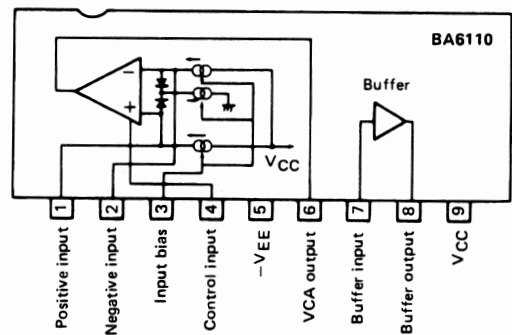 BA6110
Buffer
−
+
VCC
1 2 3 4 5 6 7 8 9
Positive input
Negative input
Input bias
Control input
−VEE
VCA output
Buffer input
Buffer output
VCC